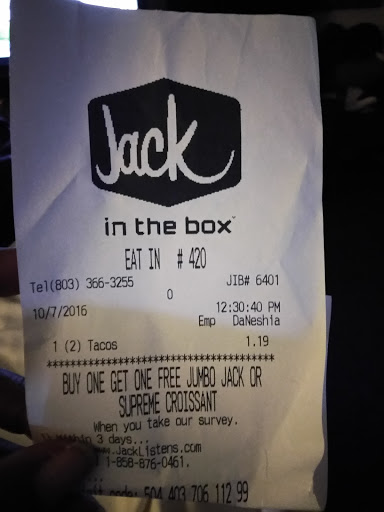 Jack
in the box
EAT IN # 420
Tel(803) 366-3255 JIB# 6401
0
10/7/2016 12:30:40 PM
Emp DaNeshia
1 (2) Tacos 1.19
****************************************
BUY ONE GET ONE FREE JUMBO JACK OR
SUPREME CROISSANT
When you take our survey.
3 days...
www.JackListens.com
1-858-876-0461.
code: 504 403 706 112 99